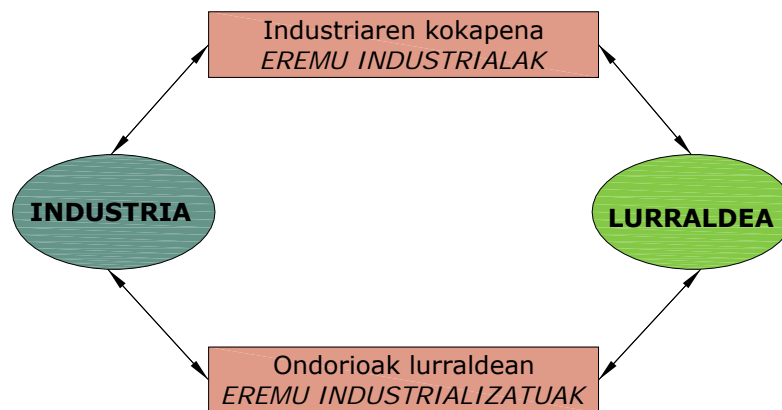 Industriaren kokapena
EREMU INDUSTRIALAK
INDUSTRIA
LURRALDEA
Ondorioak lurraldean
EREMU INDUSTRIALIZATUAK